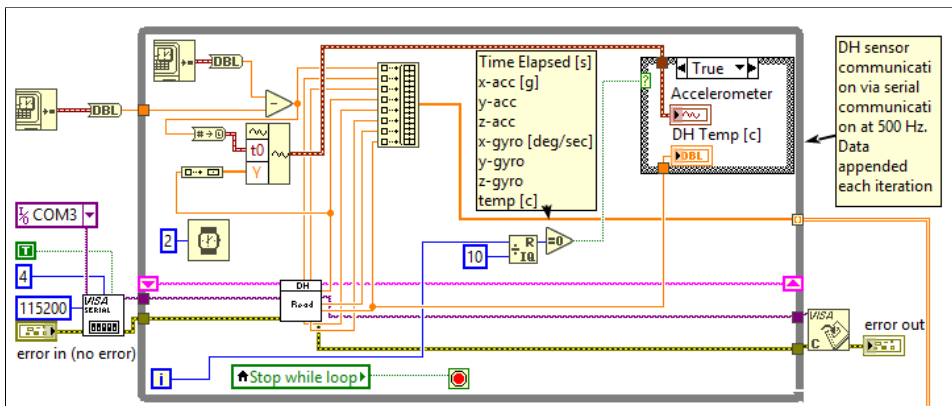 DBL
DBL
Time Elapsed [s]
x-acc [g]
y-acc
z-acc
x-gyro [deg/sec]
y-gyro
z-gyro
temp [c]
True
?
Accelerometer
DH Temp [c]
DBL
DH sensor
communicati
on via serial
communicati
on at 500 Hz.
Data
appended
each iteration
t0
Y
I/O COM3
T
4
115200
VISA
SERIAL
error in (no error)
2
DH
Read
10
R
IQ
=0
i
Stop while loop
VISA
C
error out